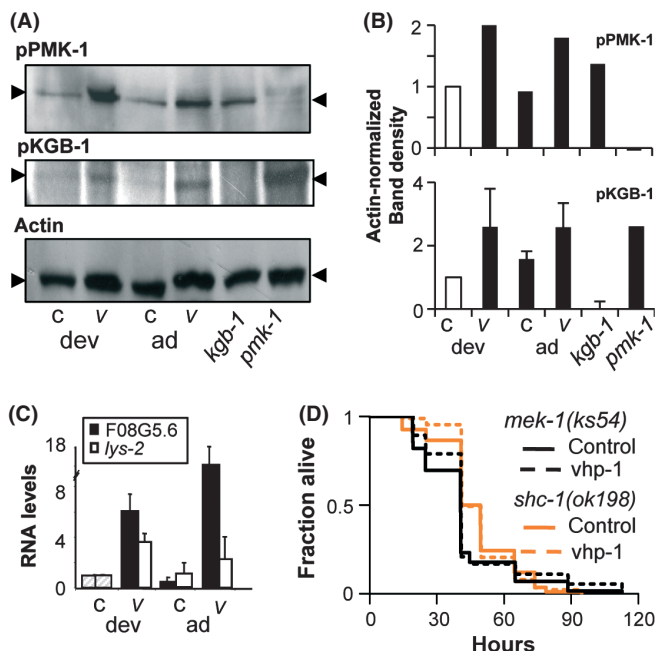 (A)
pPMK-1
pKGB-1
Actin
C V C V kgb-1 pmk-1
dev ad
(B)
Actin-normalized
Band density
pPMK-1
2
1
0
pKGB-1
4
2
0
C V C V kgb-1 pmk-1
dev ad
(C)
F08G5.6
lys-2
RNA levels
18
8
4
0
C V C V
dev ad
(D)
Fraction alive
1
0.5
0
mek-1(ks54)
Control
vhp-1
shc-1(ok198)
Control
vhp-1
0 30 60 90 120
Hours